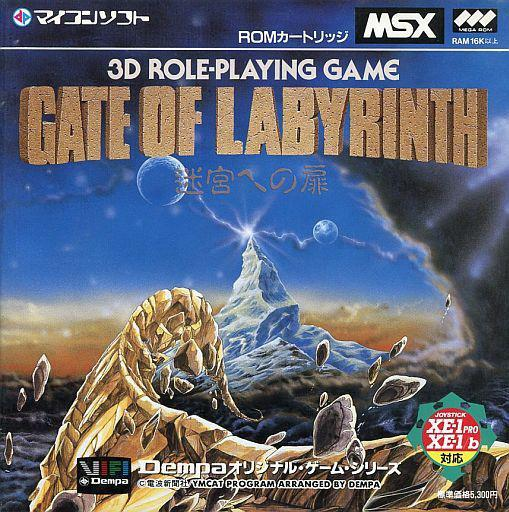 マイコンソフト
ROMカートリッジ
MSX
MEGA ROM
RAM16K以上
3D ROLE-PLAYING GAME
GATE OF LABYRINTH
迷宮への扉
JOYSTICK
XE-1 PRO
XE-1 b
対応
Dempa
Dempaオリジナル・ゲーム・シリーズ
© 電波新聞社 YMCAT PROGRAM ARRANGED BY DEMPA
標準価格5,300円